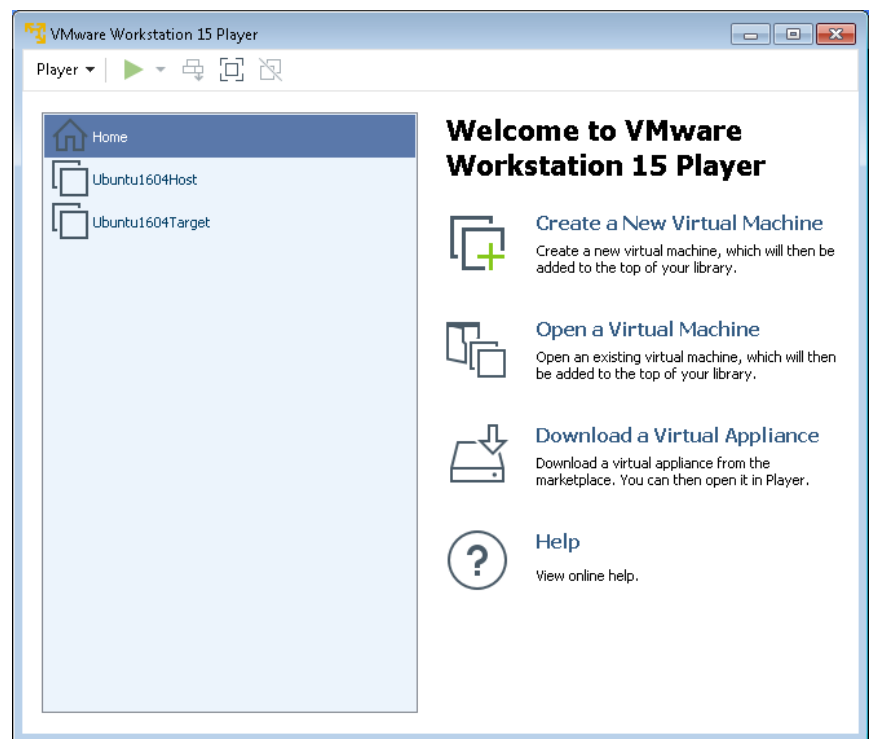 VMware Workstation 15 Player
Player
Home
Ubuntu1604Host
Ubuntu1604Target
Welcome to VMware
Workstation 15 Player
Create a New Virtual Machine
Create a new virtual machine, which will then be
added to the top of your library.
Open a Virtual Machine
Open an existing virtual machine, which will then
be added to the top of your library.
Download a Virtual Appliance
Download a virtual appliance from the
marketplace. You can then open it in Player.
?
Help
View online help.